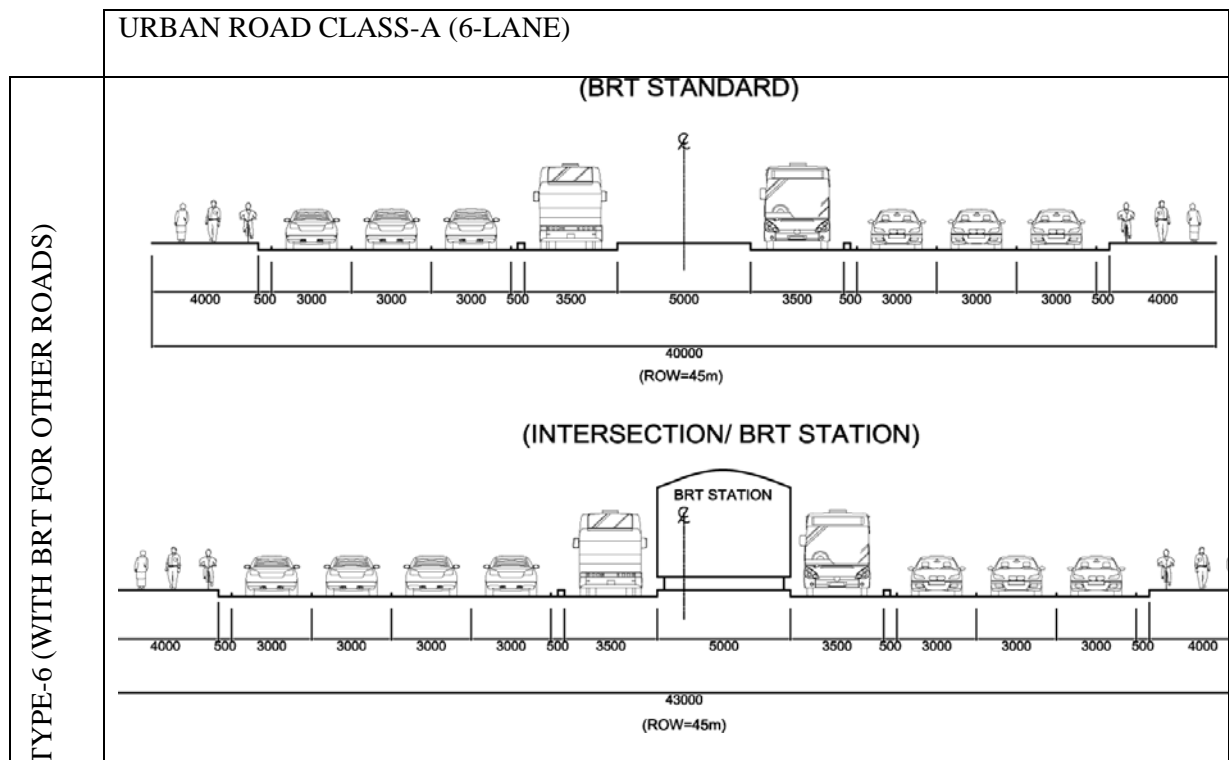 URBAN ROAD CLASS-A (6-LANE)
TYPE-6 (WITH BRT FOR OTHER ROADS)
(BRT STANDARD)
℄
4000 500 3000 3000 3000 500 3500 5000 3500 500 3000 3000 3000 500 4000
40000
(ROW=45m)
(INTERSECTION/ BRT STATION)
BRT STATION
℄
4000 500 3000 3000 3000 3000 500 3500 5000 3500 500 3000 3000 3000 500 4000
43000
(ROW=45m)